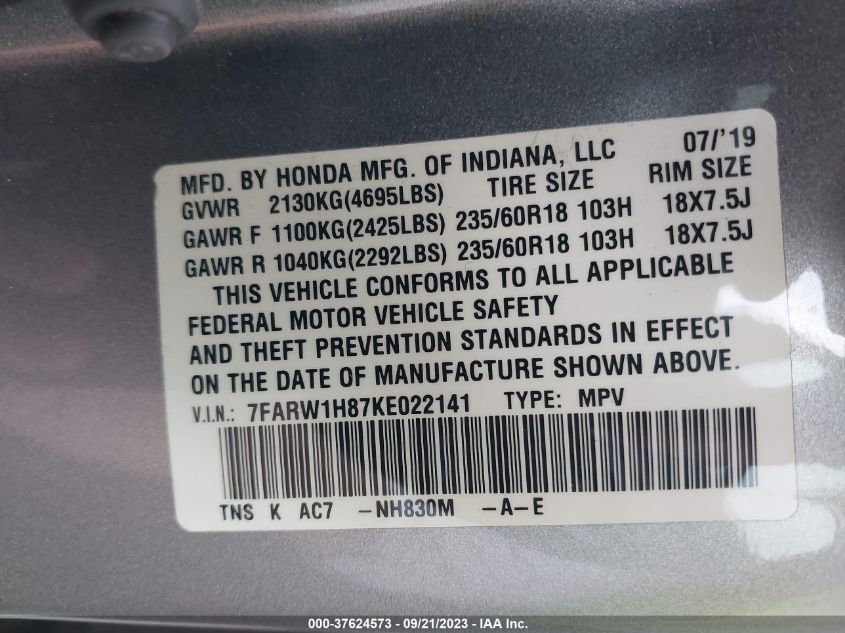 07/'19
MFD. BY HONDA MFG. OF INDIANA, LLC
GVWR 2130KG(4695LBS) TIRE SIZE RIM SIZE
GAWR F 1100KG(2425LBS) 235/60R18 103H 18X7.5J
GAWR R 1040KG(2292LBS) 235/60R18 103H 18X7.5J
THIS VEHICLE CONFORMS TO ALL APPLICABLE
FEDERAL MOTOR VEHICLE SAFETY
AND THEFT PREVENTION STANDARDS IN EFFECT
ON THE DATE OF MANUFACTURE SHOWN ABOVE.
V.I.N.: 7FARW1H87KE022141 TYPE: MPV
TNS K AC7 -NH830M -A-E
000-37624573 - 09/21/2023 - IAA Inc.